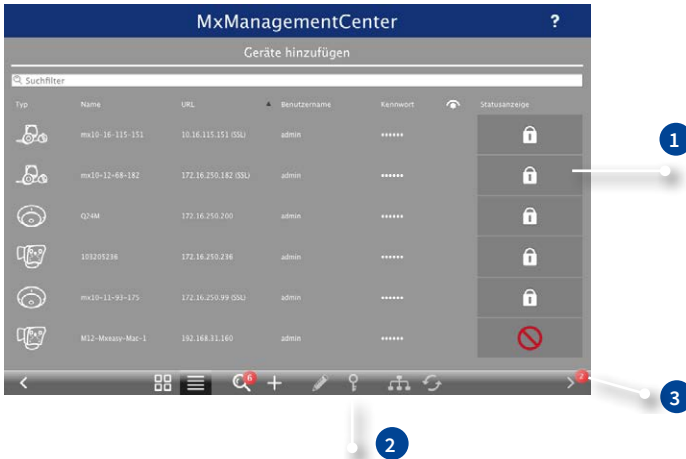 MxManagementCenter ?
Geräte hinzufügen
Suchfilter
Typ Name URL Benutzername Kennwort Statusanzeige
mx10-16-115-151 10.16.115.151 (SSL) admin ••••••
mx10-12-68-182 172.16.250.182 (SSL) admin ••••••
Q24M 172.16.250.200 admin ••••••
103205236 172.16.250.236 admin ••••••
mx10-11-93-175 172.16.250.99 (SSL) admin ••••••
M12-Mxeasy-Mac-1 192.168.31.160 admin ••••••
6
2
1
2
3